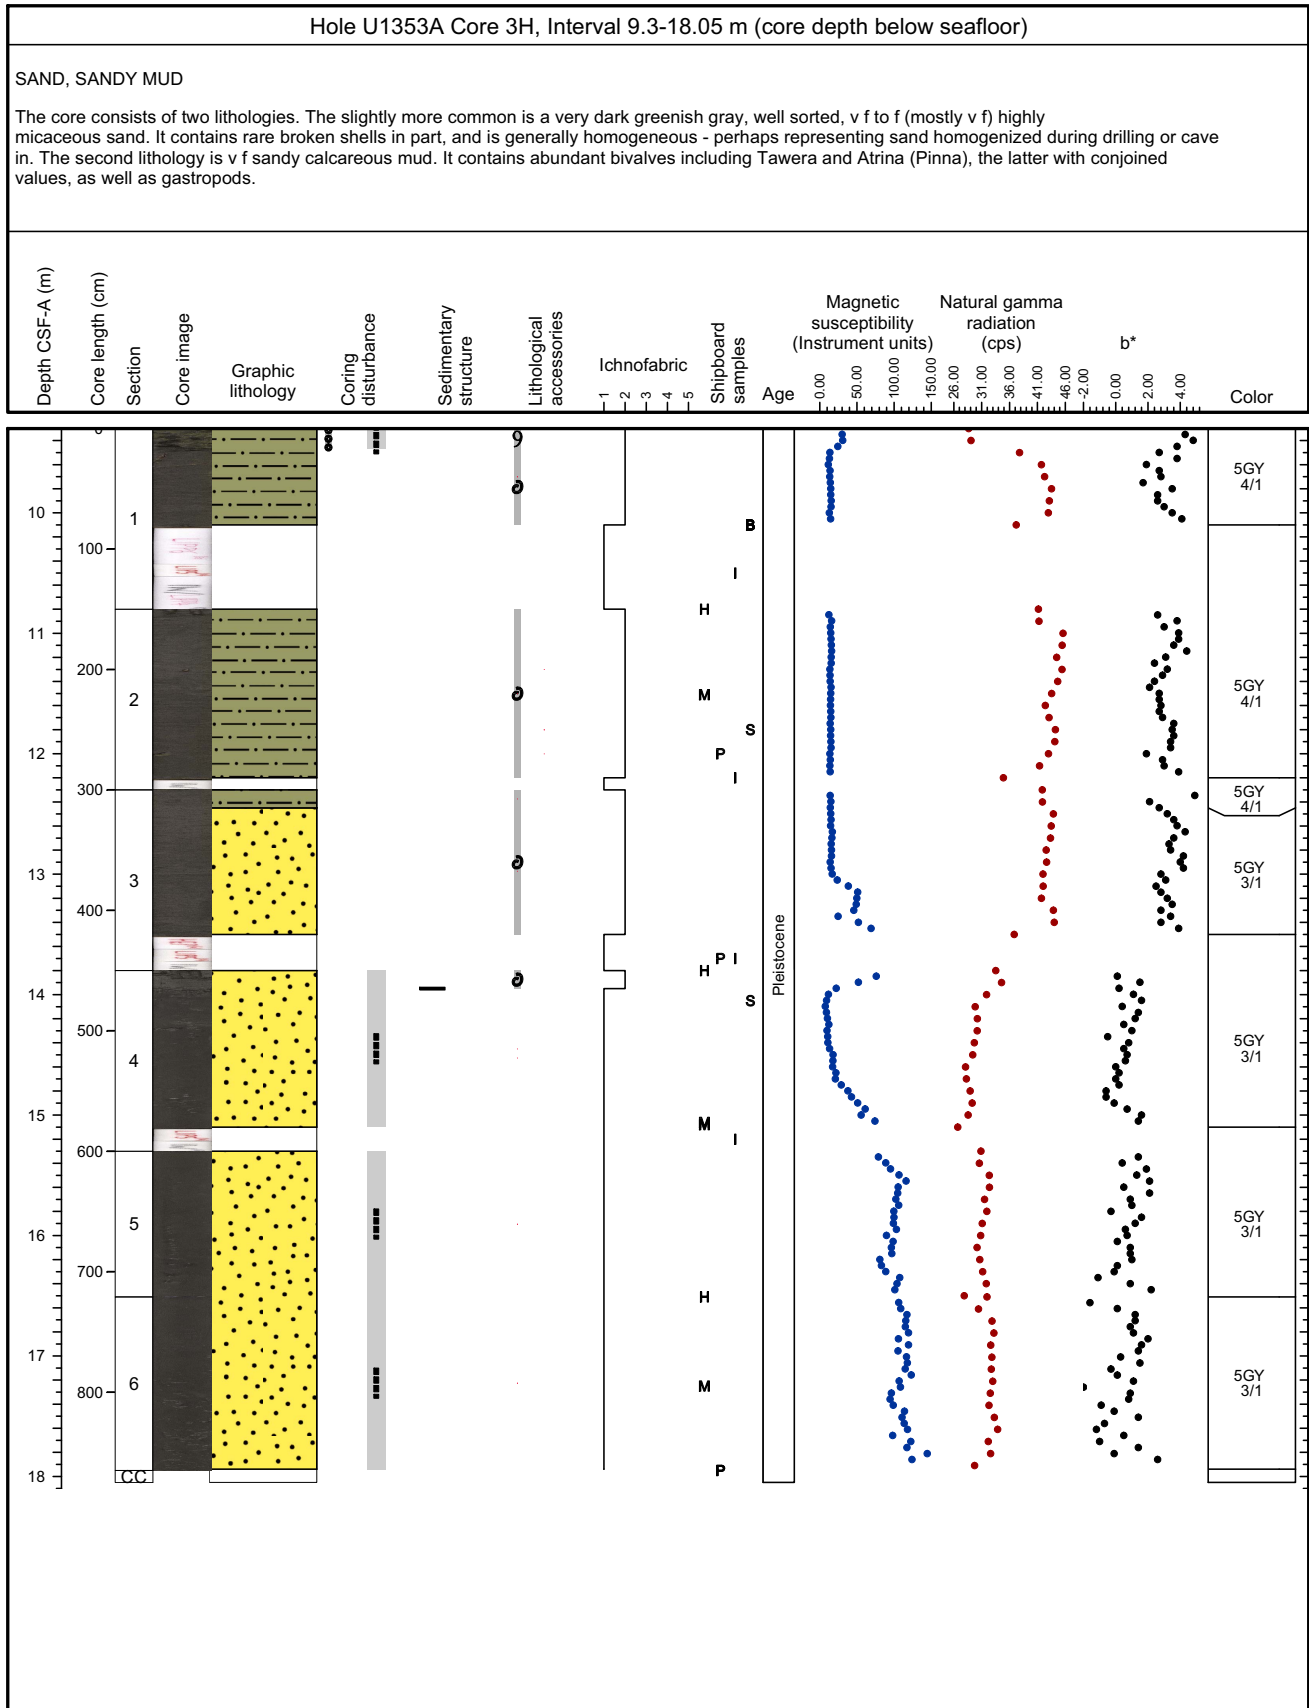 Hole U1353A Core 3H, Interval 9.3-18.05 m (core depth below seafloor)
SAND, SANDY MUD
The core consists of two lithologies. The slightly more common is a very dark greenish gray, well sorted, v f to f (mostly v f) highly
micaceous sand. It contains rare broken shells in part, and is generally homogeneous - perhaps representing sand homogenized during drilling or cave
in. The second lithology is v f sandy calcareous mud. It contains abundant bivalves including Tawera and Atrina (Pinna), the latter with conjoined
values, as well as gastropods.
Depth CSF-A (m)
Core length (cm)
Section
Core image
Graphic
lithology
Coring
disturbance
Sedimentary
structure
Lithological
accessories
Ichnofabric
1 2 3 4 5
Shipboard
samples
Age
Magnetic
susceptibility
(Instrument units)
0.00 50.00 100.00 150.00
Natural gamma
radiation
(cps)
26.00 31.00 36.00 41.00 46.00
b*
-2.00 0.00 2.00 4.00
Color
0
5GY
4/1
10
1
B
100
I
H
11
200
2
M
5GY
4/1
S
12
P
I
300
5GY
4/1
13
3
5GY
3/1
400
Pleistocene
P I
H
14
S
500
4
5GY
3/1
15
M
I
600
5
5GY
3/1
16
700
H
17
6
M
5GY
3/1
800
P
18
CC